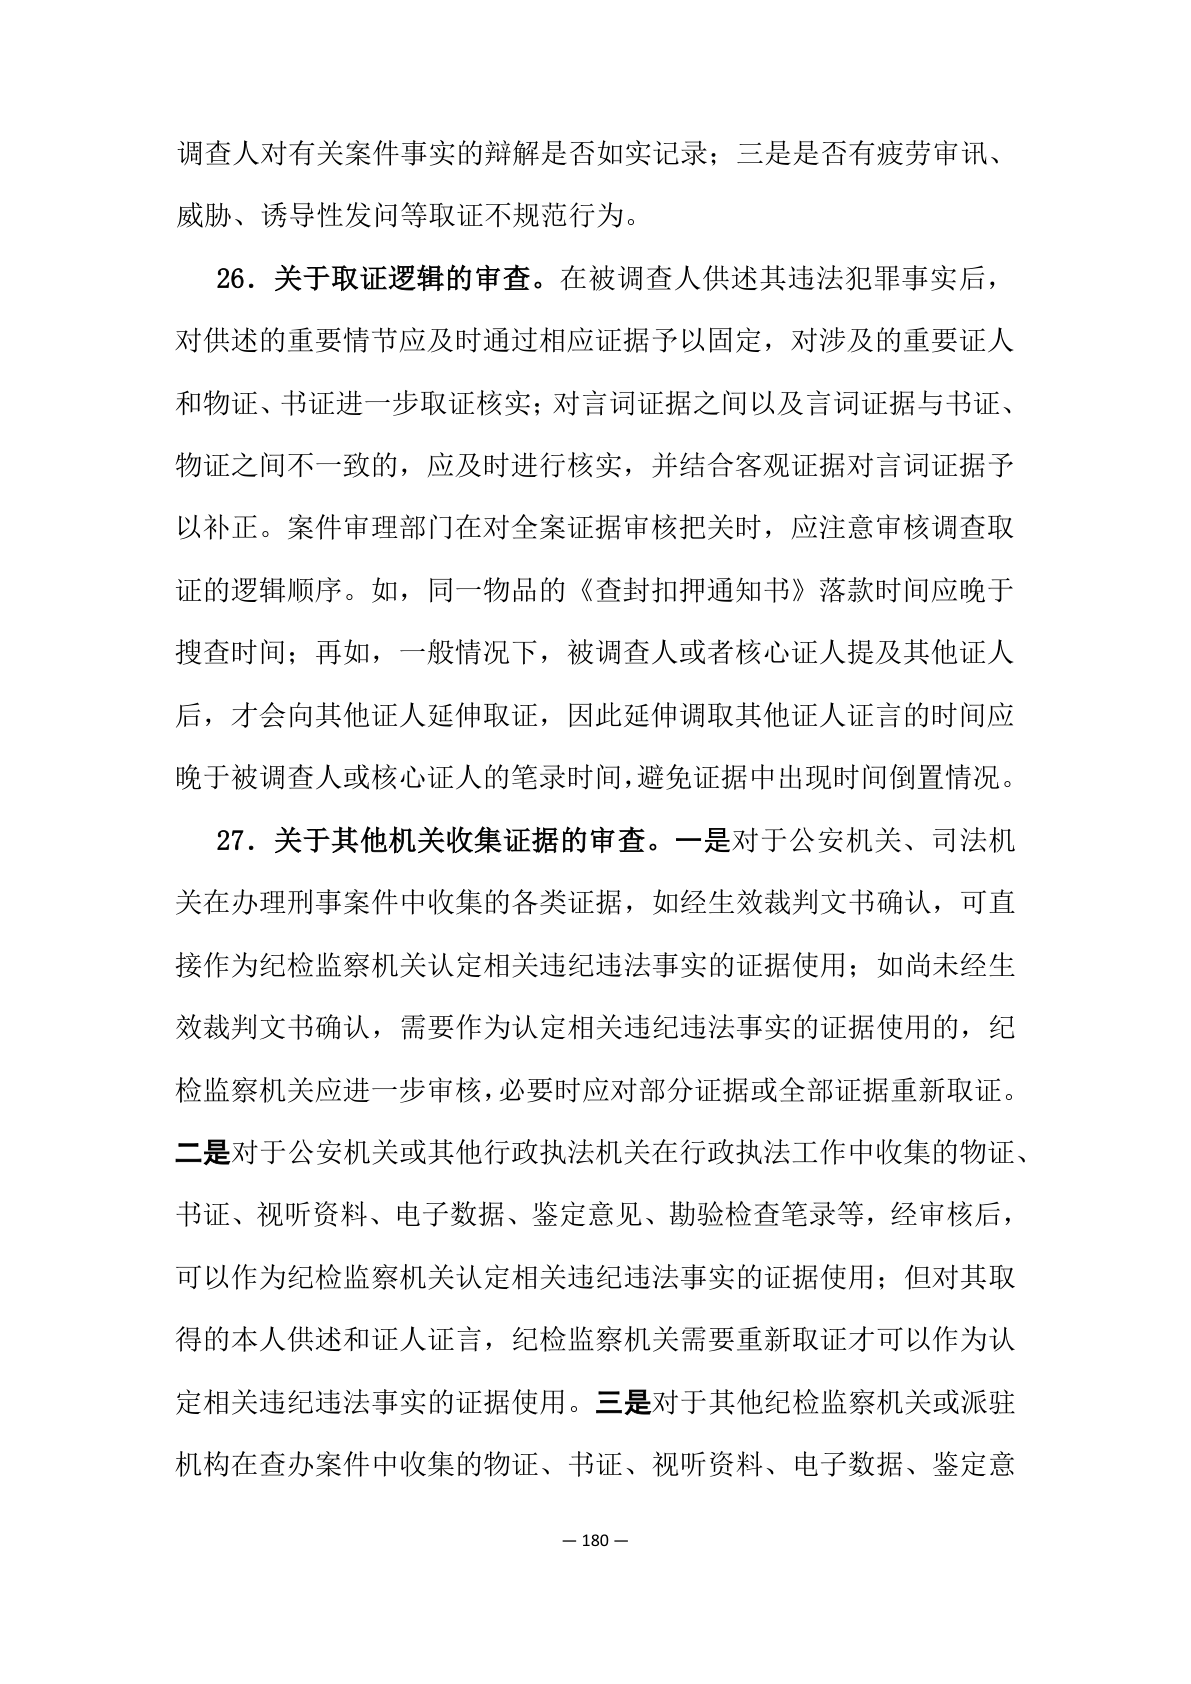 调查人对有关案件事实的辩解是否如实记录；三是是否有疲劳审讯、
威胁、诱导性发问等取证不规范行为。
26．关于取证逻辑的审查。在被调查人供述其违法犯罪事实后，
对供述的重要情节应及时通过相应证据予以固定，对涉及的重要证人
和物证、书证进一步取证核实；对言词证据之间以及言词证据与书证、
物证之间不一致的，应及时进行核实，并结合客观证据对言词证据予
以补正。案件审理部门在对全案证据审核把关时，应注意审核调查取
证的逻辑顺序。如，同一物品的《查封扣押通知书》落款时间应晚于
搜查时间；再如，一般情况下，被调查人或者核心证人提及其他证人
后，才会向其他证人延伸取证，因此延伸调取其他证人证言的时间应
晚于被调查人或核心证人的笔录时间，避免证据中出现时间倒置情况。
27．关于其他机关收集证据的审查。一是对于公安机关、司法机
关在办理刑事案件中收集的各类证据，如经生效裁判文书确认，可直
接作为纪检监察机关认定相关违纪违法事实的证据使用；如尚未经生
效裁判文书确认，需要作为认定相关违纪违法事实的证据使用的，纪
检监察机关应进一步审核，必要时应对部分证据或全部证据重新取证。
二是对于公安机关或其他行政执法机关在行政执法工作中收集的物证、
书证、视听资料、电子数据、鉴定意见、勘验检查笔录等，经审核后，
可以作为纪检监察机关认定相关违纪违法事实的证据使用；但对其取
得的本人供述和证人证言，纪检监察机关需要重新取证才可以作为认
定相关违纪违法事实的证据使用。三是对于其他纪检监察机关或派驻
机构在查办案件中收集的物证、书证、视听资料、电子数据、鉴定意
— 180 —